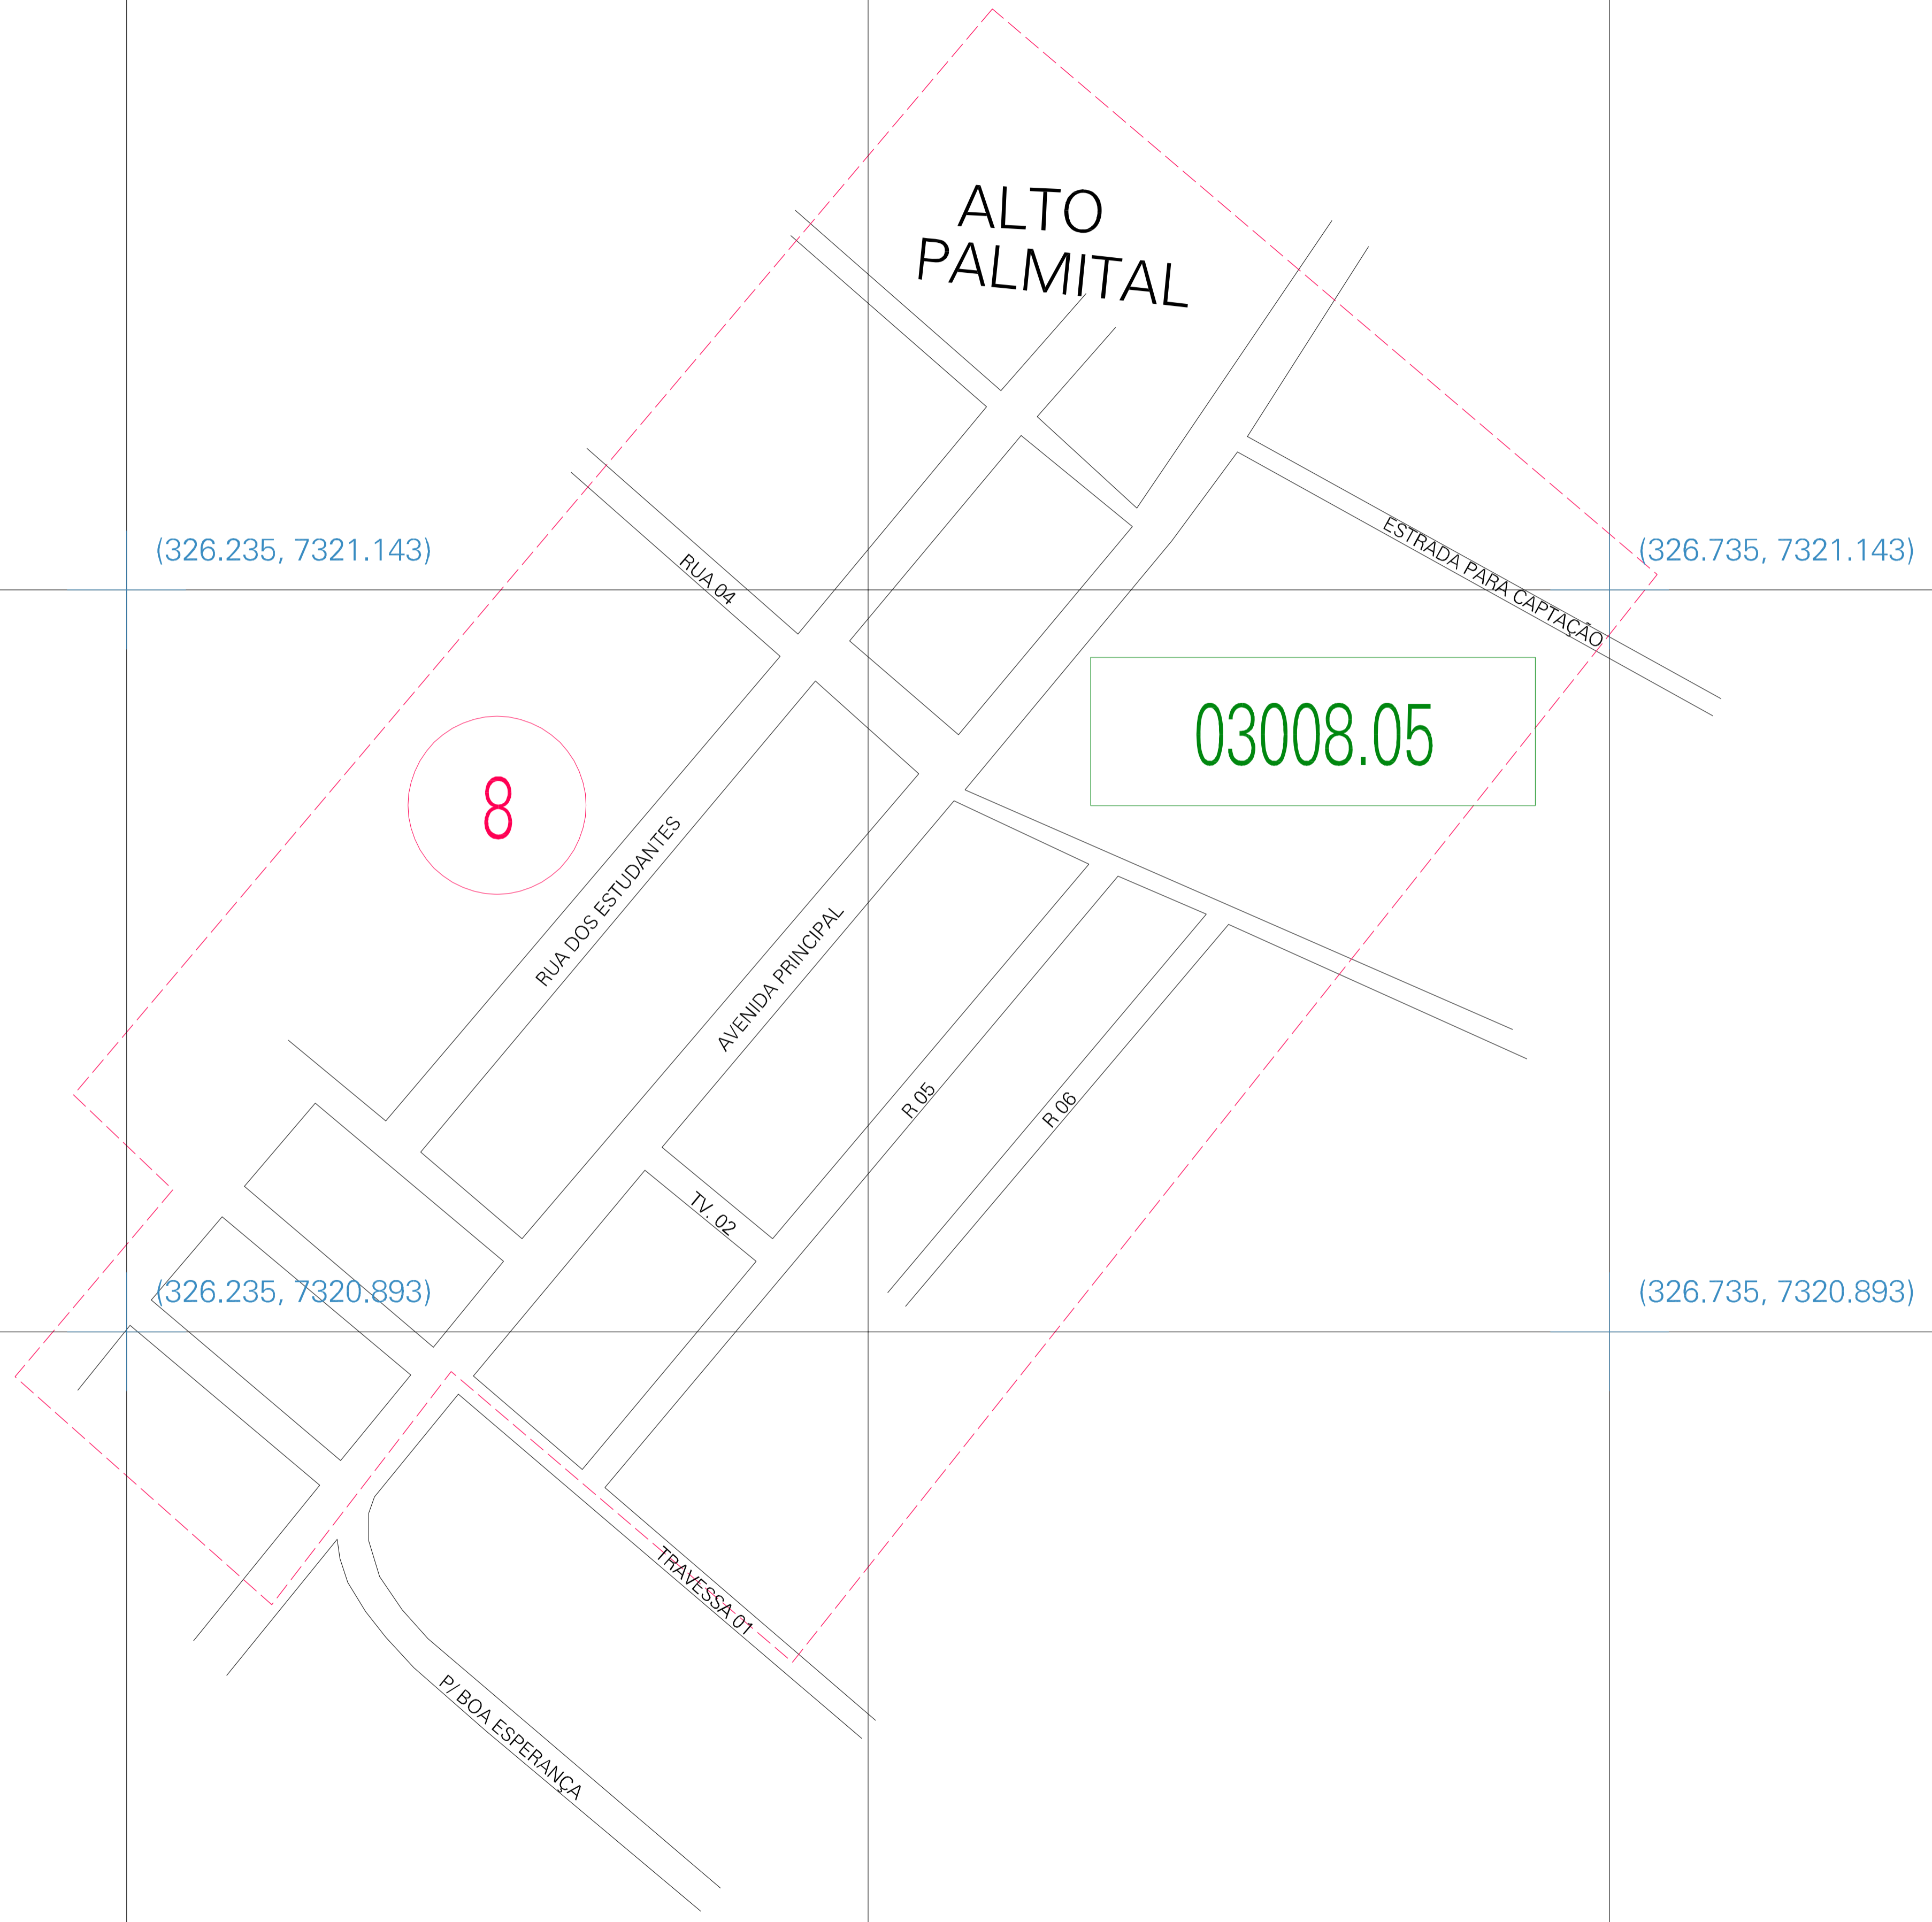 ALTO
PALMITAL
(326.235, 7321.143)
(326.735, 7321.143)
ESTRADA PARA CAPTAÇÃO
RUA 04
03008.05
8
RUA DOS ESTUDANTES
AVENIDA PRINCIPAL
R 05
R 06
TV. 02
(326.235, 7320.893)
(326.735, 7320.893)
TRAVESSA 01
P/ BOA ESPERANÇA